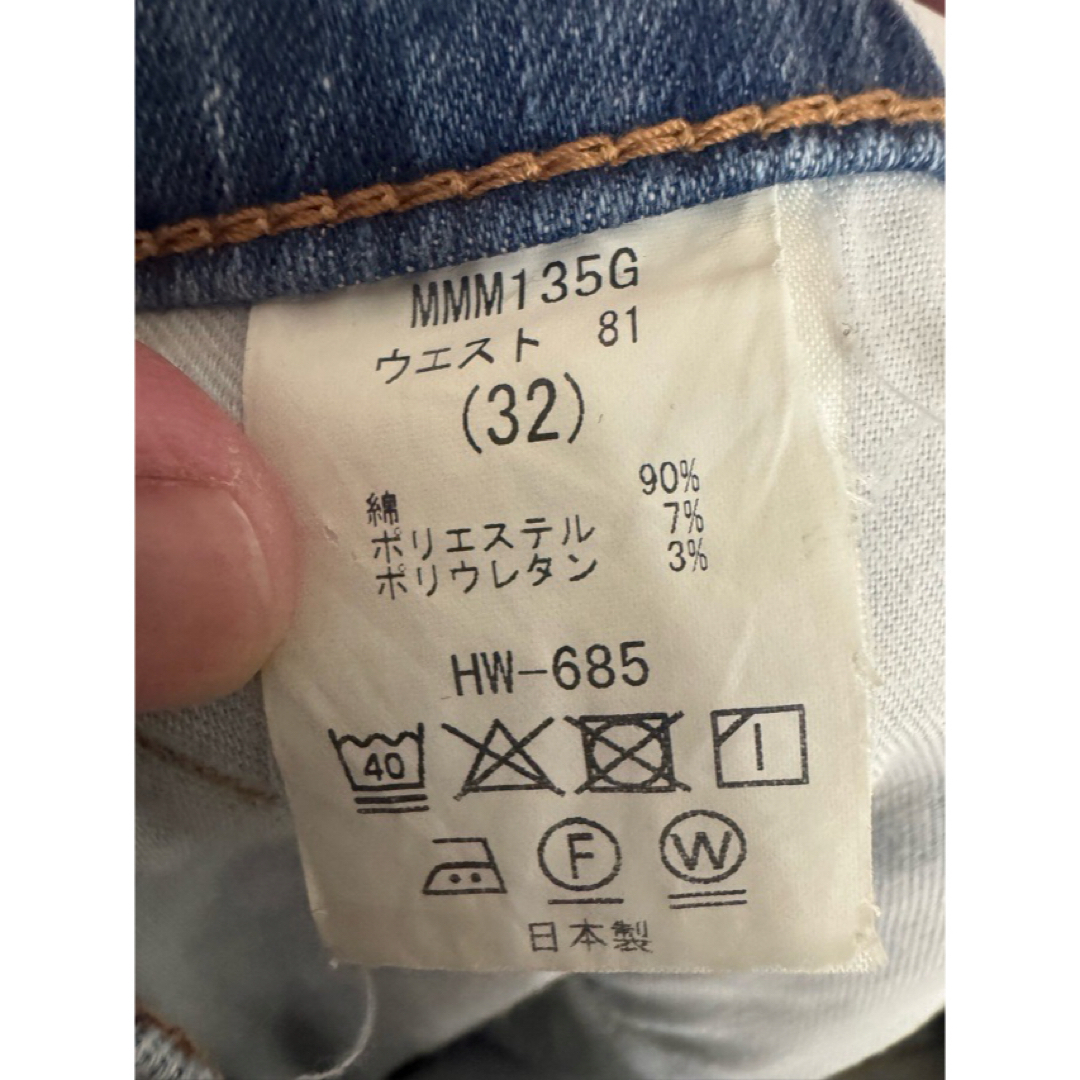 MMM135G
ウエスト 81
(32)
綿 90%
ポリエステル 7%
ポリウレタン 3%
HW-685
40
F W
日本製